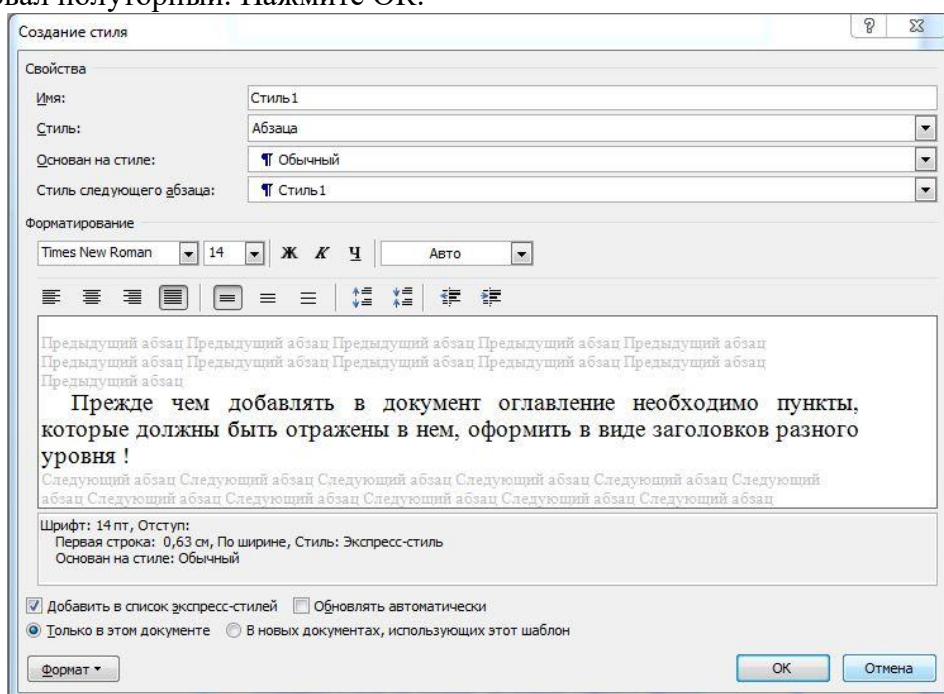 вал полуторный. Нажмите ОК.
Создание стиля
Свойства
Имя: Стиль1
Стиль: Абзаца
Основан на стиле: ¶ Обычный
Стиль следующего абзаца: ¶ Стиль1
Форматирование
Times New Roman 14 Ж К Ч Авто
Предыдущий абзац Предыдущий абзац Предыдущий абзац Предыдущий абзац Предыдущий абзац
Предыдущий абзац Предыдущий абзац Предыдущий абзац Предыдущий абзац Предыдущий абзац
Предыдущий абзац
Прежде чем добавлять в документ оглавление необходимо пункты,
которые должны быть отражены в нем, оформить в виде заголовков разного
уровня !
Следующий абзац Следующий абзац Следующий абзац Следующий абзац Следующий абзац Следующий
абзац Следующий абзац Следующий абзац Следующий абзац Следующий абзац Следующий абзац
Шрифт: 14 пт, Отступ:
Первая строка: 0,63 см, По ширине, Стиль: Экспресс-стиль
Основан на стиле: Обычный
Добавить в список экспресс-стилей Обновлять автоматически
Только в этом документе В новых документах, использующих этот шаблон
Формат ОК Отмена